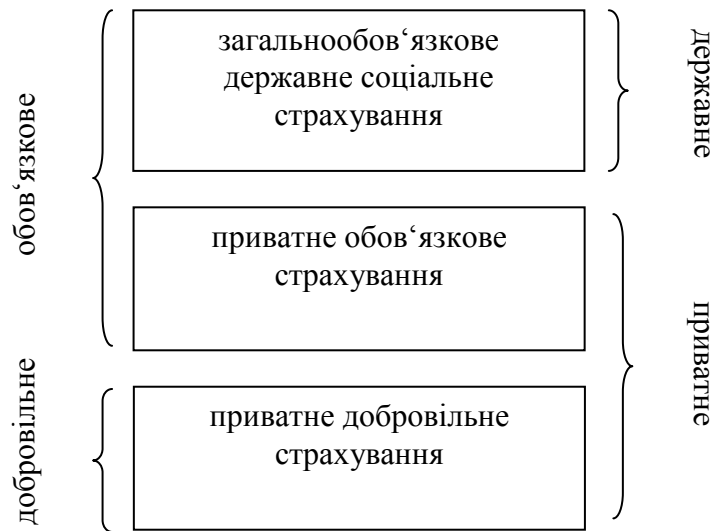 загальнообов‘язкове
державне соціальне
страхування
державне
обов‘язкове
приватне обов‘язкове
страхування
приватне
добровільне
приватне добровільне
страхування